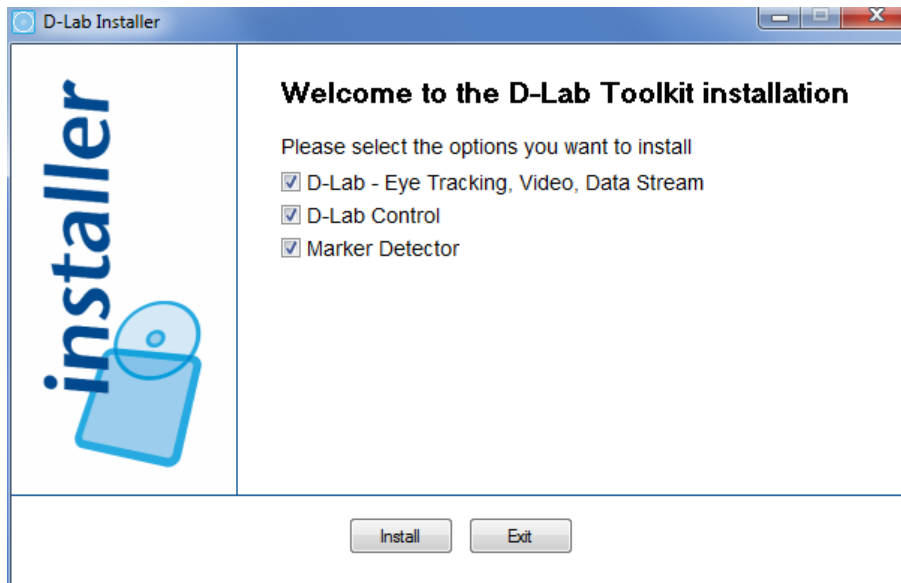 D-Lab Installer
installer
Welcome to the D-Lab Toolkit installation
Please select the options you want to install
D-Lab - Eye Tracking, Video, Data Stream
D-Lab Control
Marker Detector
Install
Exit